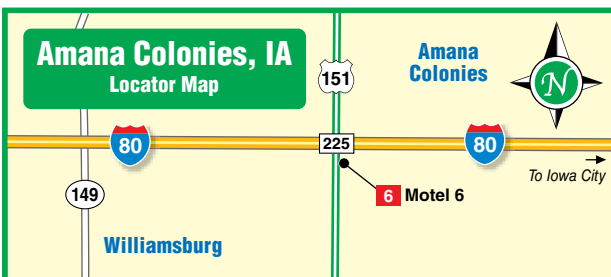 Amana Colonies, IA
Locator Map
151
Amana
Colonies
N
80
225
80
To Iowa City
149
6 Motel 6
Williamsburg